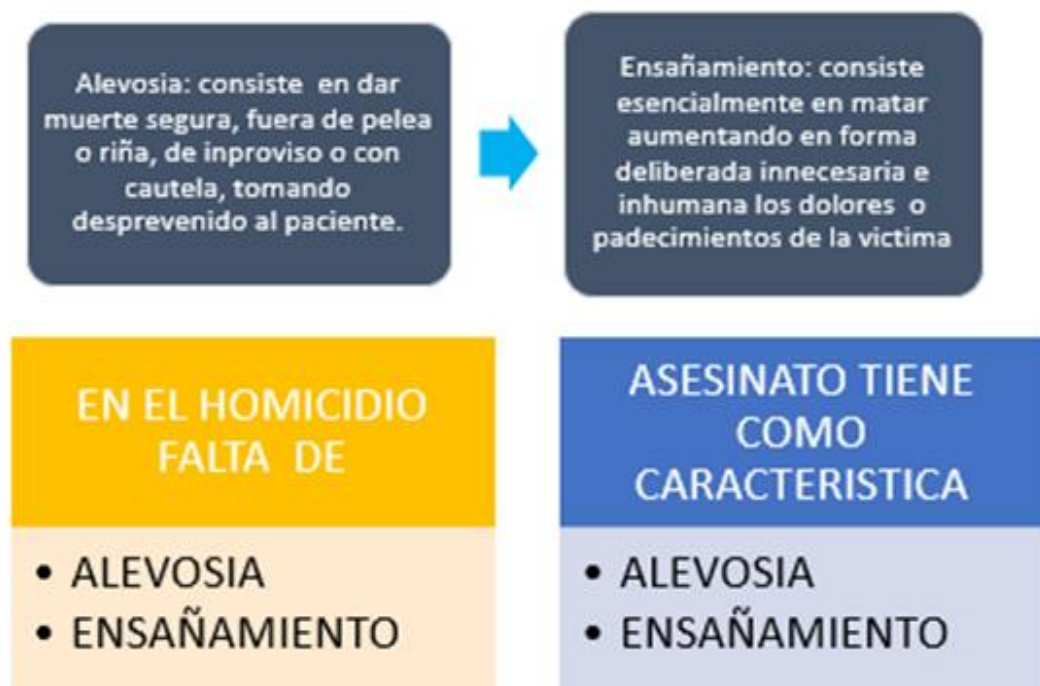 Alevosia: consiste en dar
muerte segura, fuera de pelea
o riña, de inproviso o con
cautela, tomando
desprevenido al paciente.
Ensañamiento: consiste
esencialmente en matar
aumentando en forma
deliberada innecesaria e
inhumana los dolores o
padecimientos de la victima
EN EL HOMICIDIO
FALTA DE
• ALEVOSIA
• ENSAÑAMIENTO
ASESINATO TIENE
COMO
CARACTERISTICA
• ALEVOSIA
• ENSAÑAMIENTO